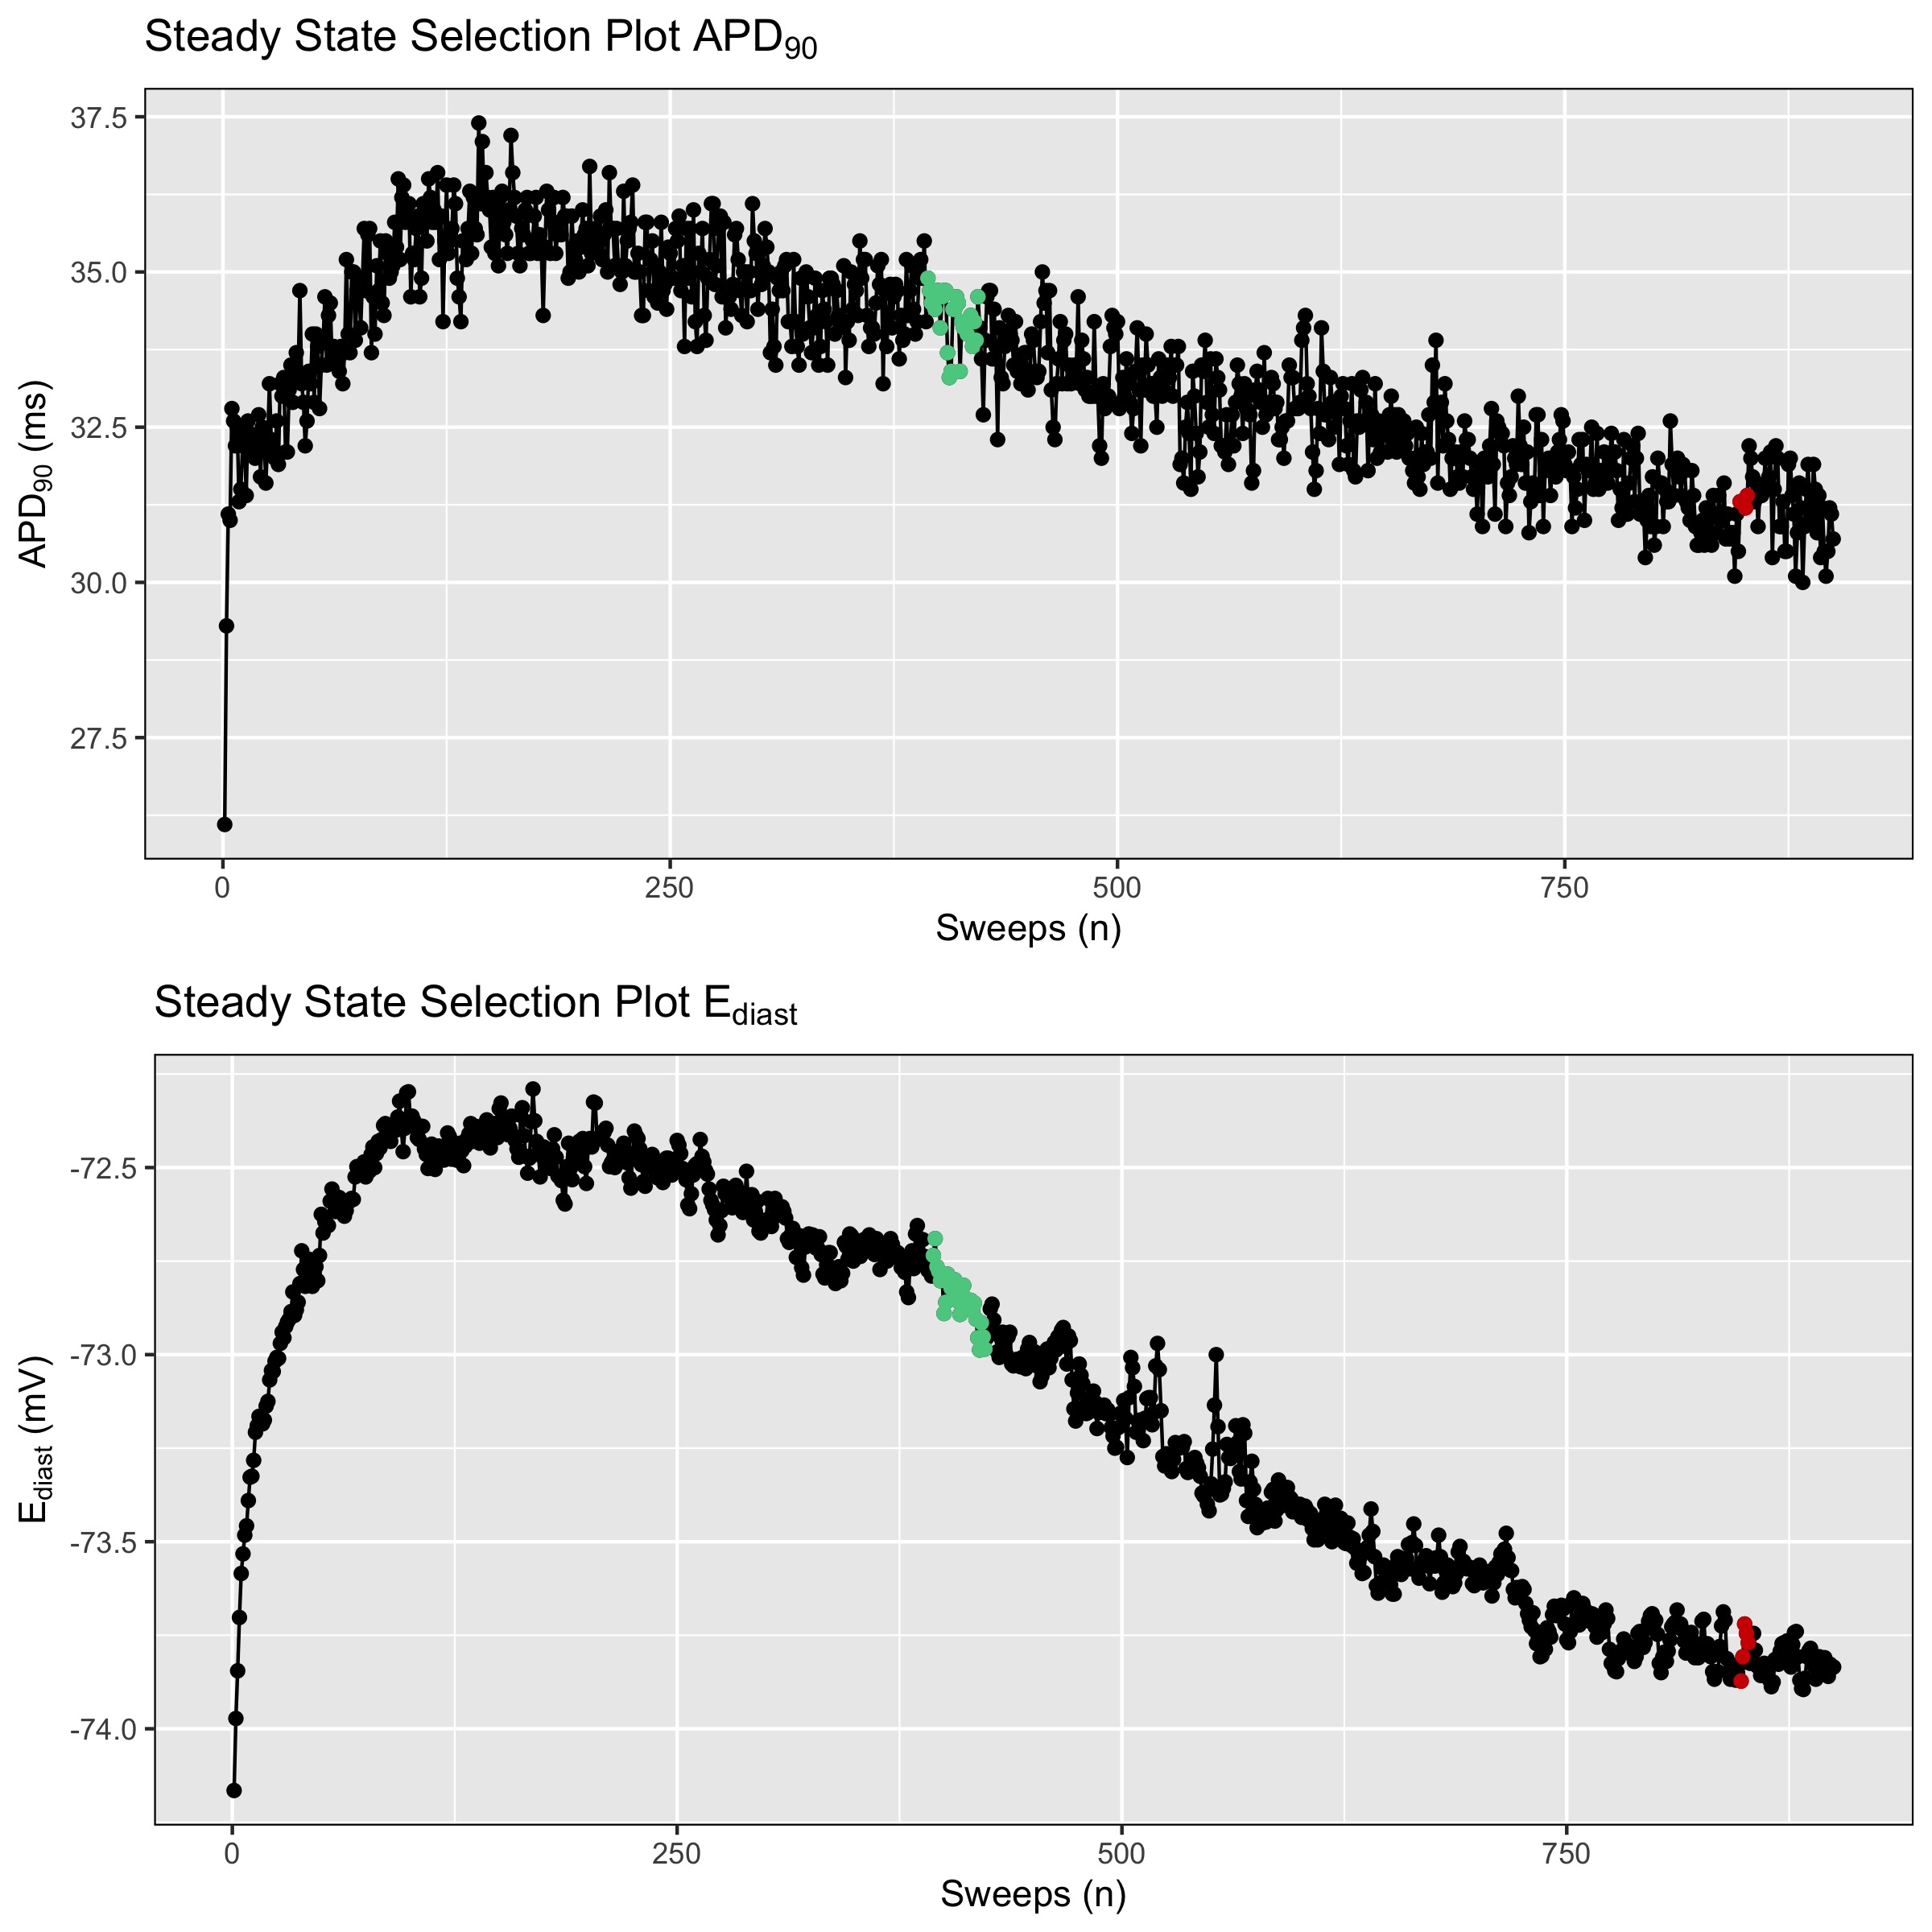 Steady State Selection Plot APD90
37.5
35.0
32.5
30.0
27.5
APD90 (ms)
0 250 500 750
Sweeps (n)
Steady State Selection Plot Ediast
-72.5
-73.0
-73.5
-74.0
Ediast (mV)
0 250 500 750
Sweeps (n)